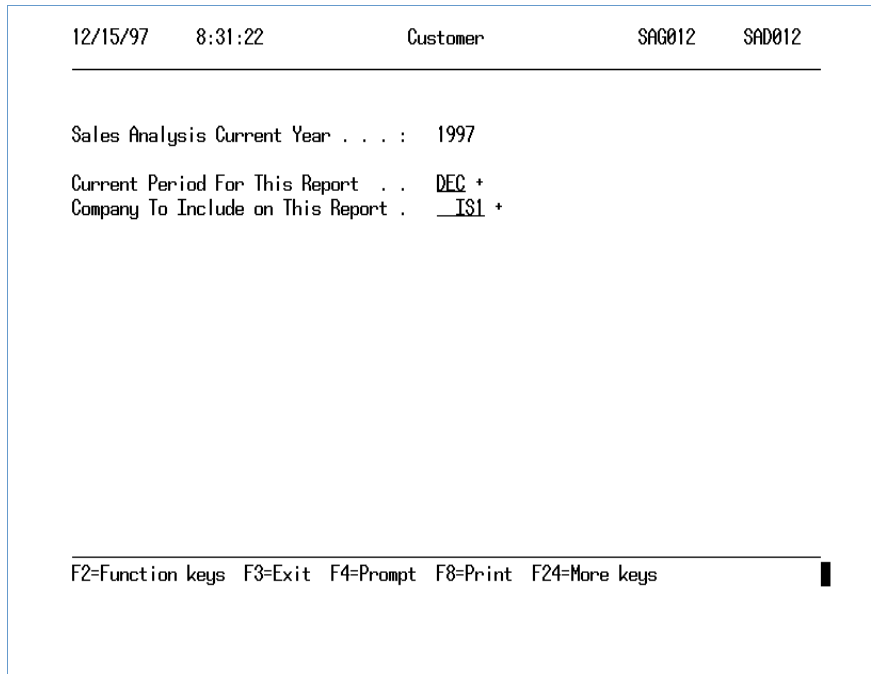 12/15/97 8:31:22 Customer SAG012 SAD012
Sales Analysis Current Year . . . : 1997
Current Period For This Report . . DEC +
Company To Include on This Report . IS1 +
F2=Function keys F3=Exit F4=Prompt F8=Print F24=More keys